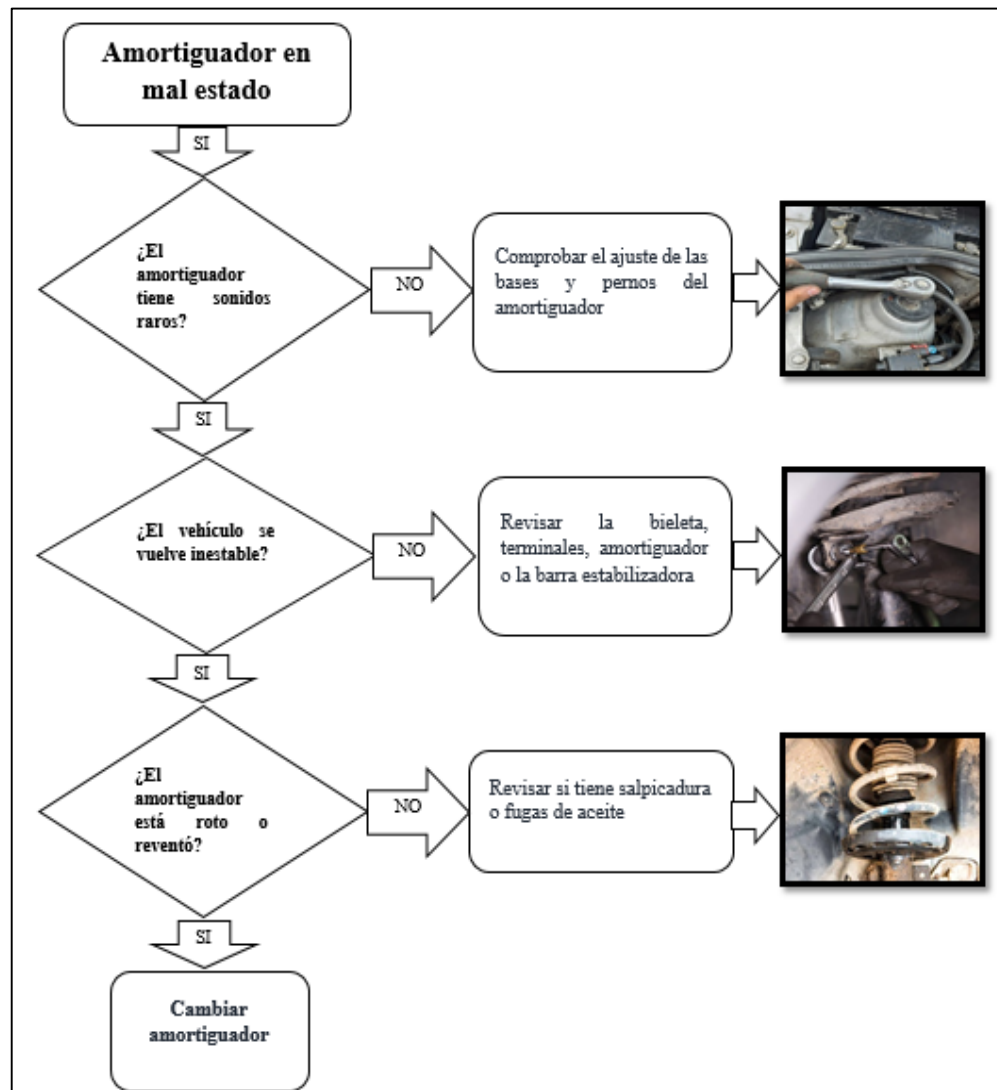 Amortiguador en
mal estado
SI
¿El
amortiguador
tiene sonidos
raros?
NO
Comprobar el ajuste de las
bases y pernos del
amortiguador
SI
¿El vehículo se
vuelve inestable?
NO
Revisar la bieleta,
terminales, amortiguador
o la barra estabilizadora
SI
¿El
amortiguador
está roto o
reventó?
NO
Revisar si tiene salpicadura
o fugas de aceite
SI
Cambiar
amortiguador